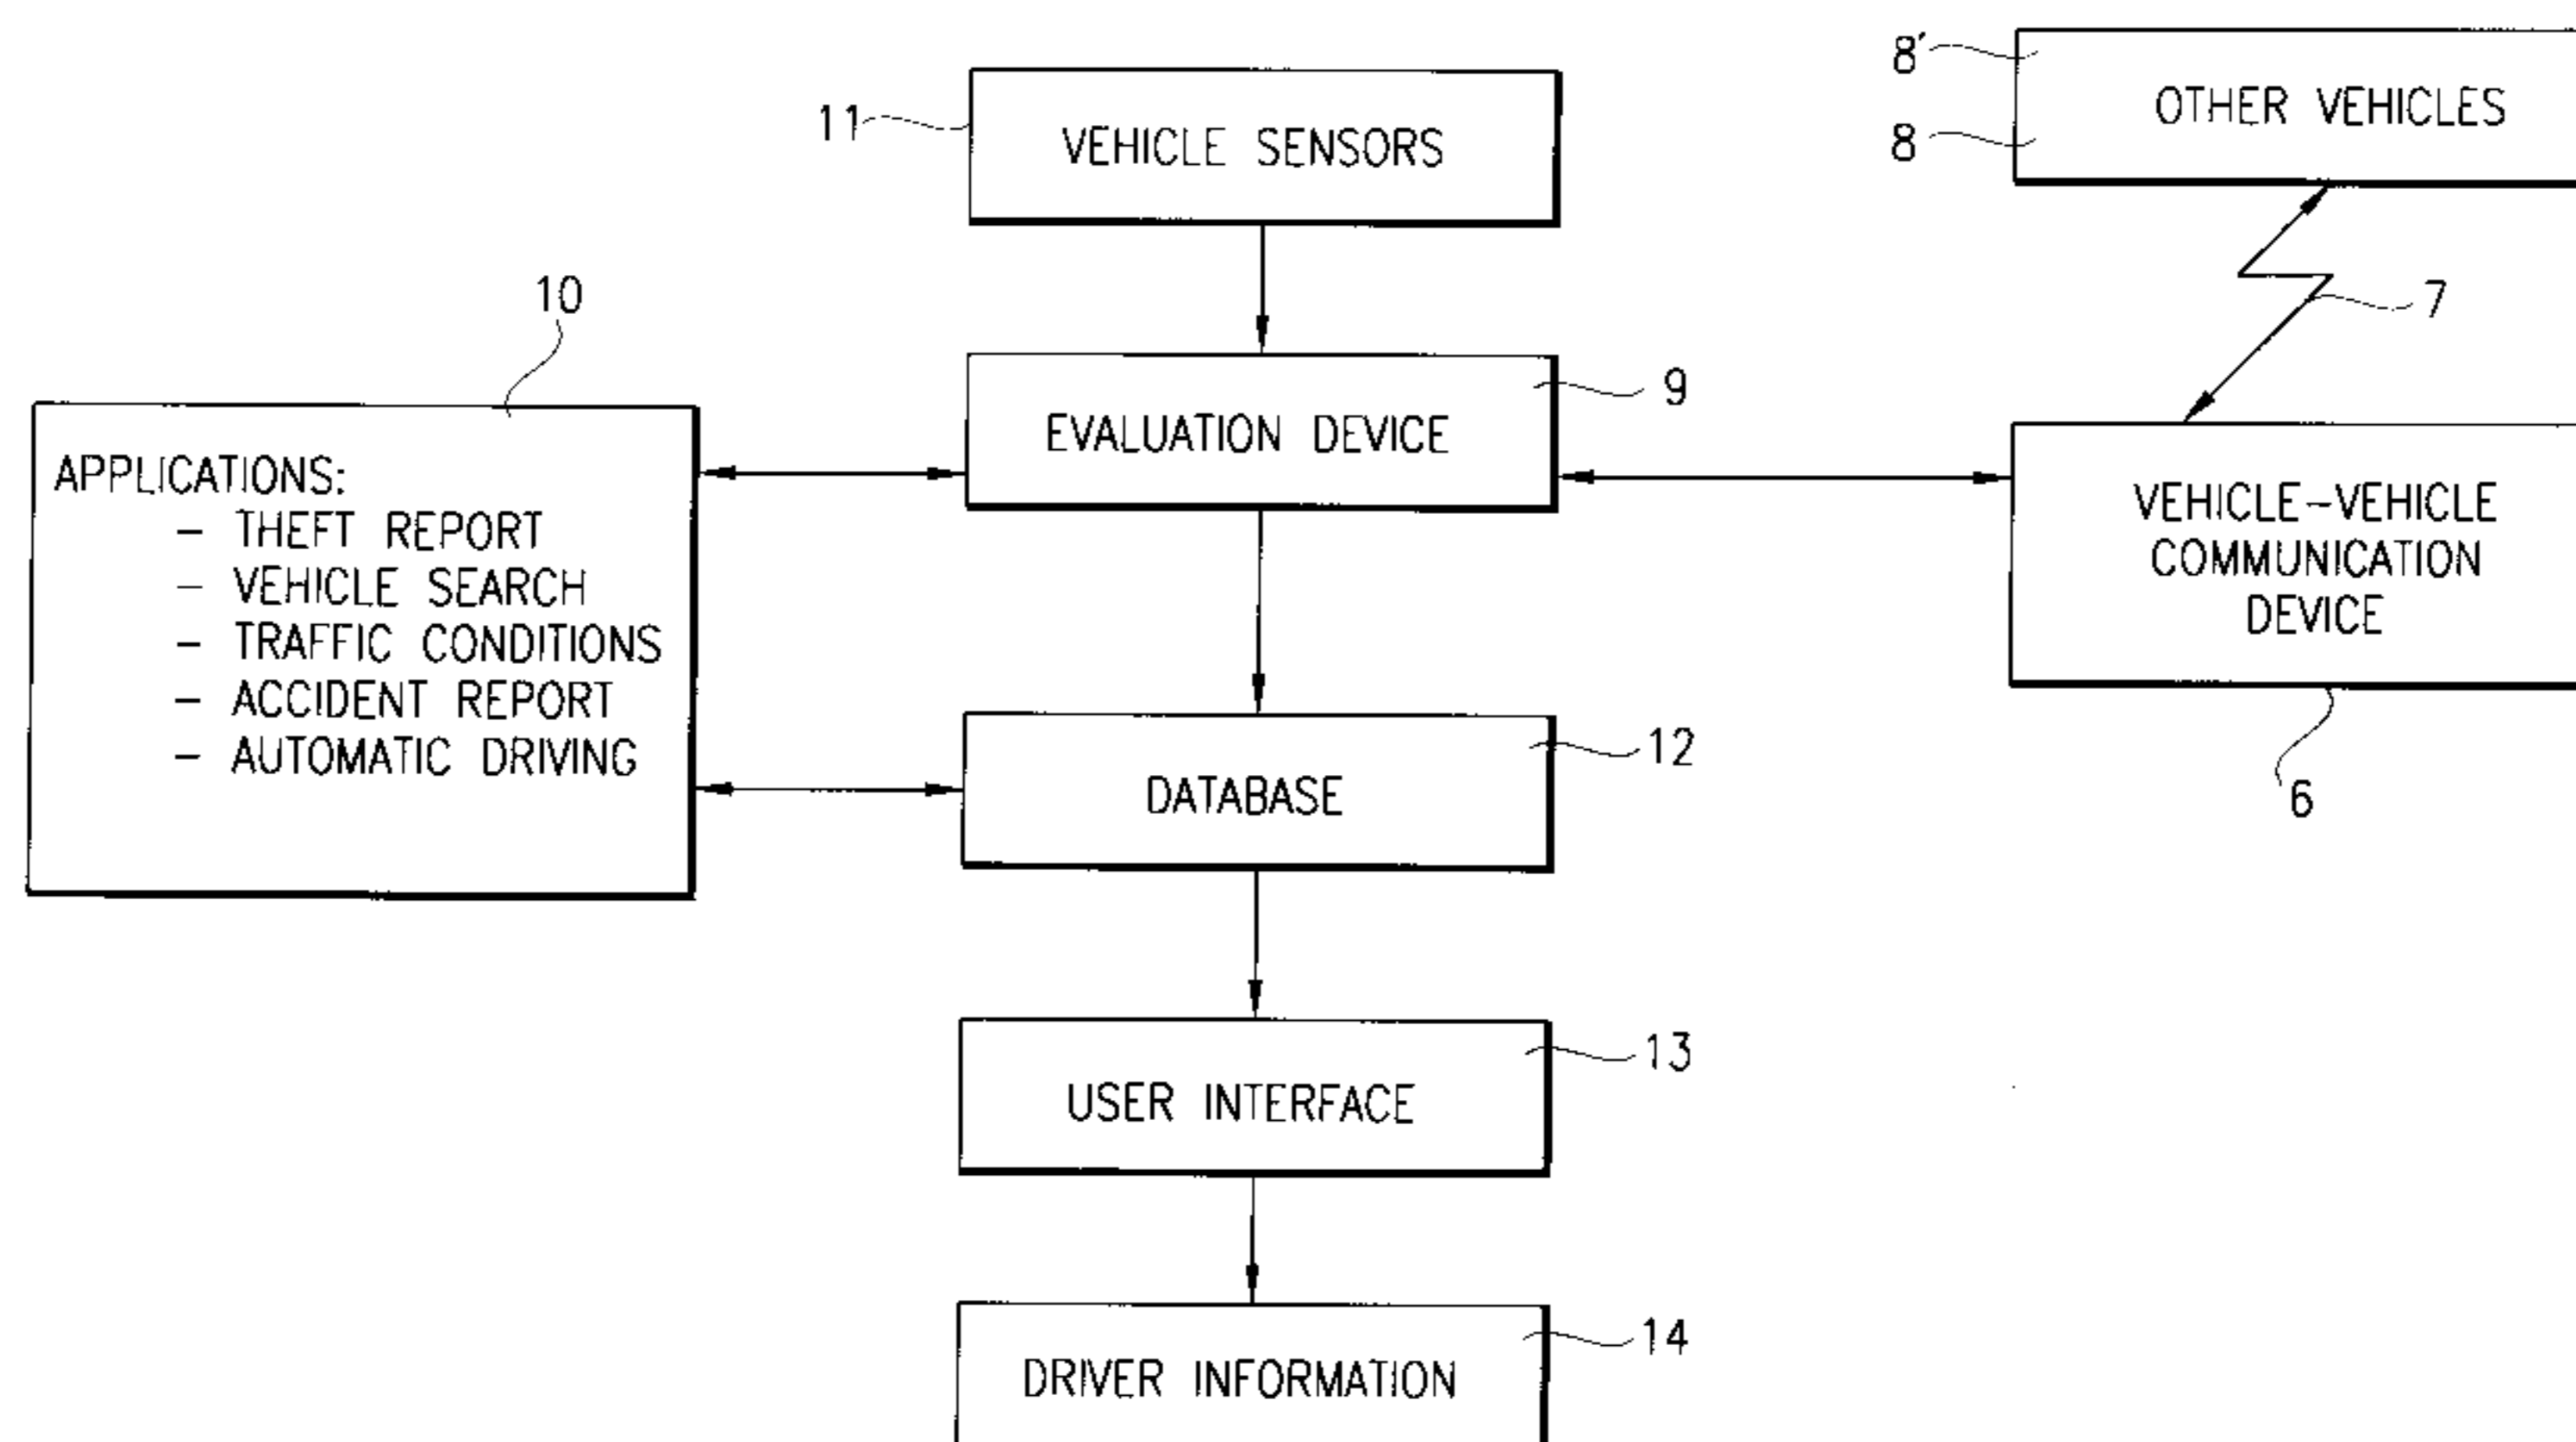 8'
OTHER VEHICLES
8
11
VEHICLE SENSORS
7
10
9
EVALUATION DEVICE
APPLICATIONS:
– THEFT REPORT
– VEHICLE SEARCH
– TRAFFIC CONDITIONS
– ACCIDENT REPORT
– AUTOMATIC DRIVING
VEHICLE–VEHICLE
COMMUNICATION
DEVICE
6
12
DATABASE
13
USER INTERFACE
14
DRIVER INFORMATION